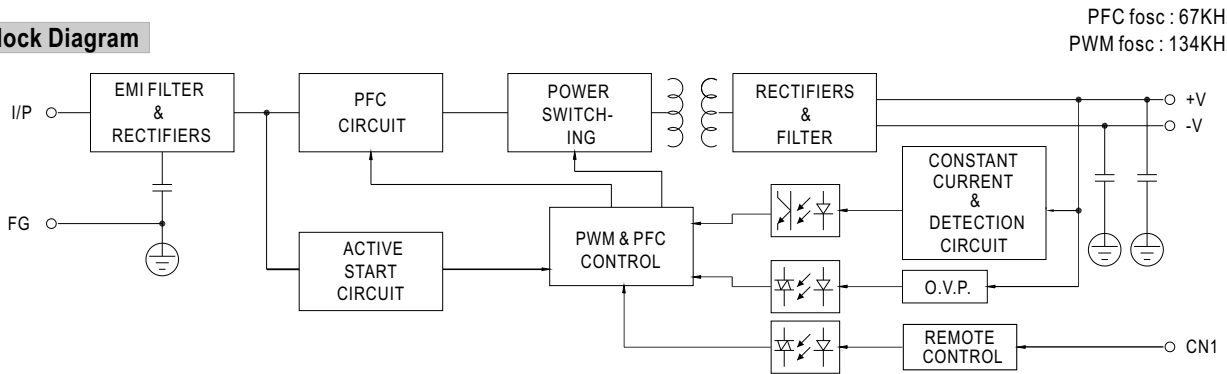 PFC fosc : 67KH
PWM fosc : 134KH
lock Diagram
I/P
EMI FILTER
&
RECTIFIERS
PFC
CIRCUIT
POWER
SWITCH-
ING
RECTIFIERS
&
FILTER
+V
-V
FG
ACTIVE
START
CIRCUIT
PWM & PFC
CONTROL
CONSTANT
CURRENT
&
DETECTION
CIRCUIT
O.V.P.
REMOTE
CONTROL
CN1